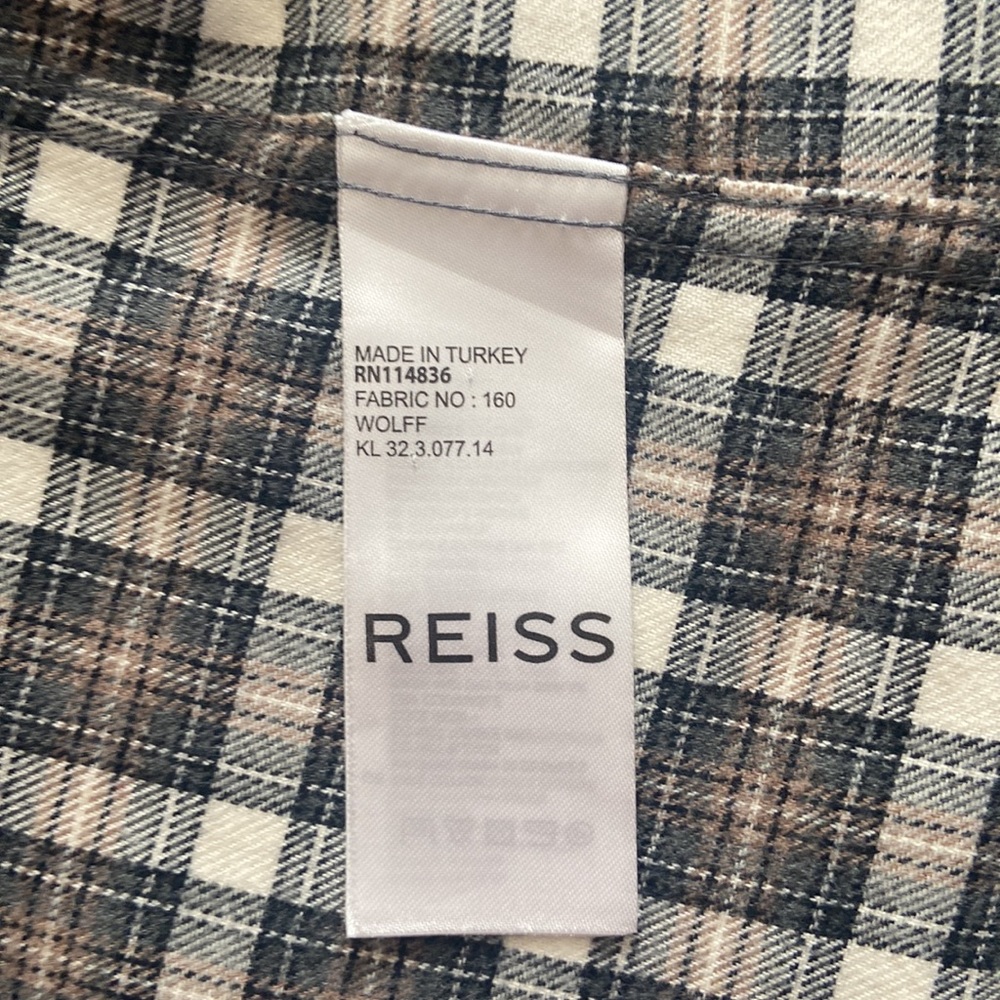 MADE IN TURKEY
RN114836
FABRIC NO : 160
WOLFF
KL 32.3.077.14
REISS